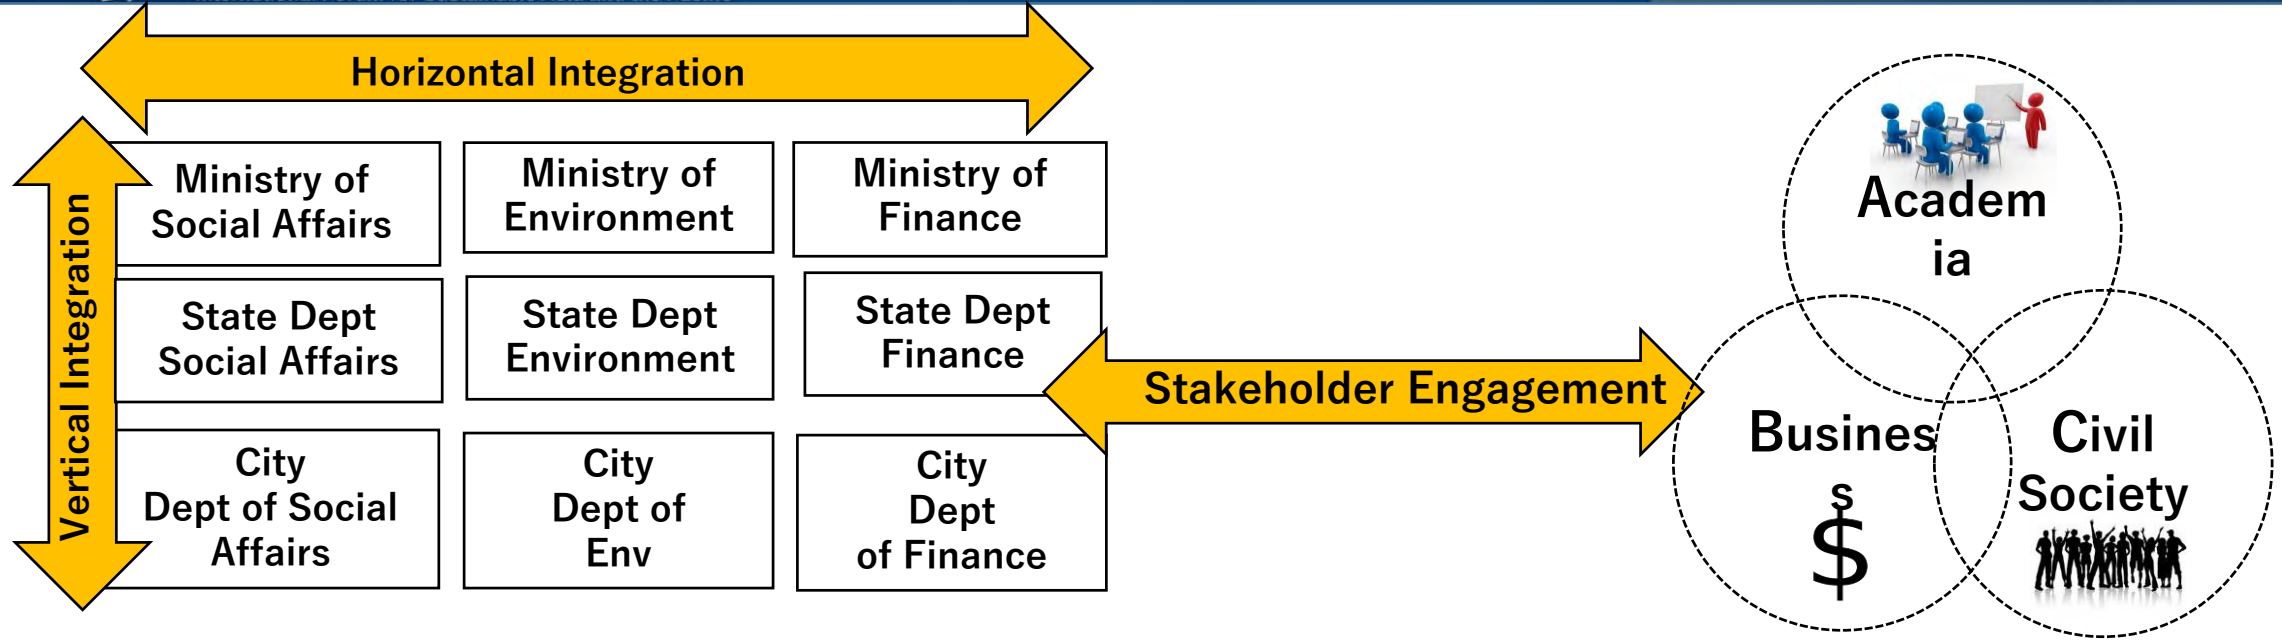 Horizontal Integration
Vertical Integration
Ministry of
Social Affairs
Ministry of
Environment
Ministry of
Finance
State Dept
Social Affairs
State Dept
Environment
State Dept
Finance
City
Dept of Social
Affairs
City
Dept of
Env
City
Dept
of Finance
Stakeholder Engagement
Academ
ia
Busines
s
$
Civil
Society